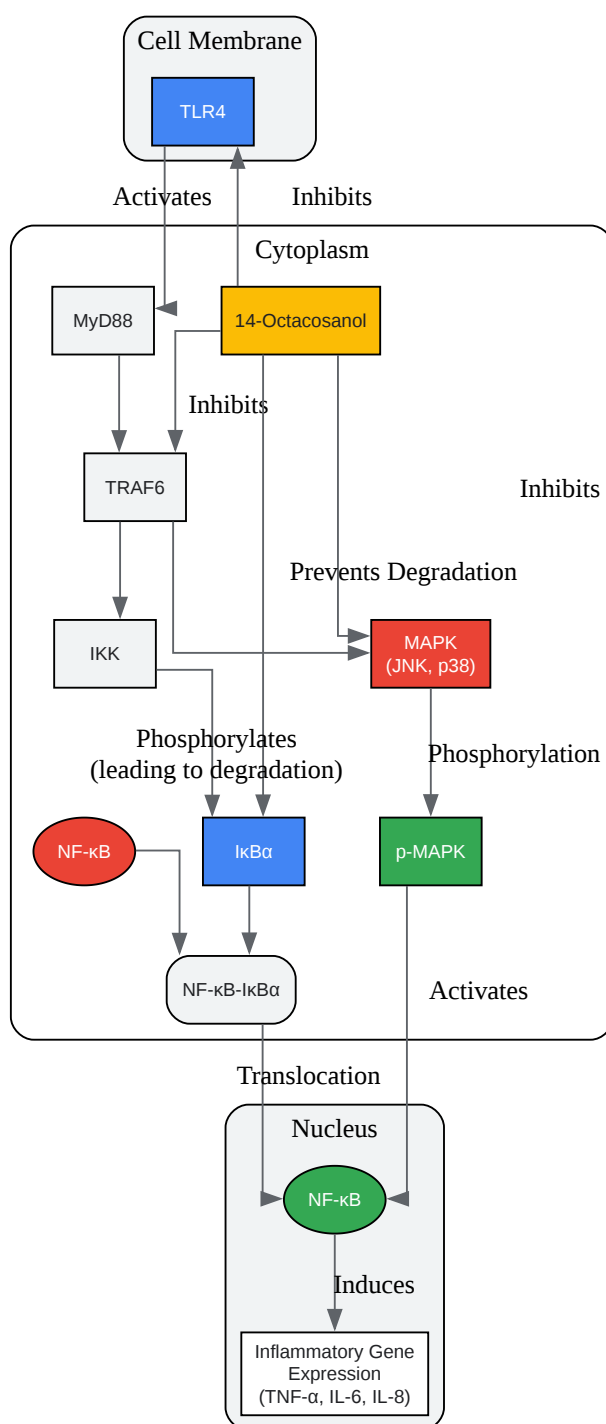 Cell Membrane
TLR4
Activates
Inhibits
Cytoplasm
MyD88
14-Octacosanol
Inhibits
TRAF6
Inhibits
Prevents Degradation
IKK
MAPK
(JNK, p38)
Phosphorylates
(leading to degradation)
Phosphorylation
NF-κB
IκBα
p-MAPK
NF-κB-IκBα
Activates
Translocation
Nucleus
NF-κB
Induces
Inflammatory Gene
Expression
(TNF-α, IL-6, IL-8)